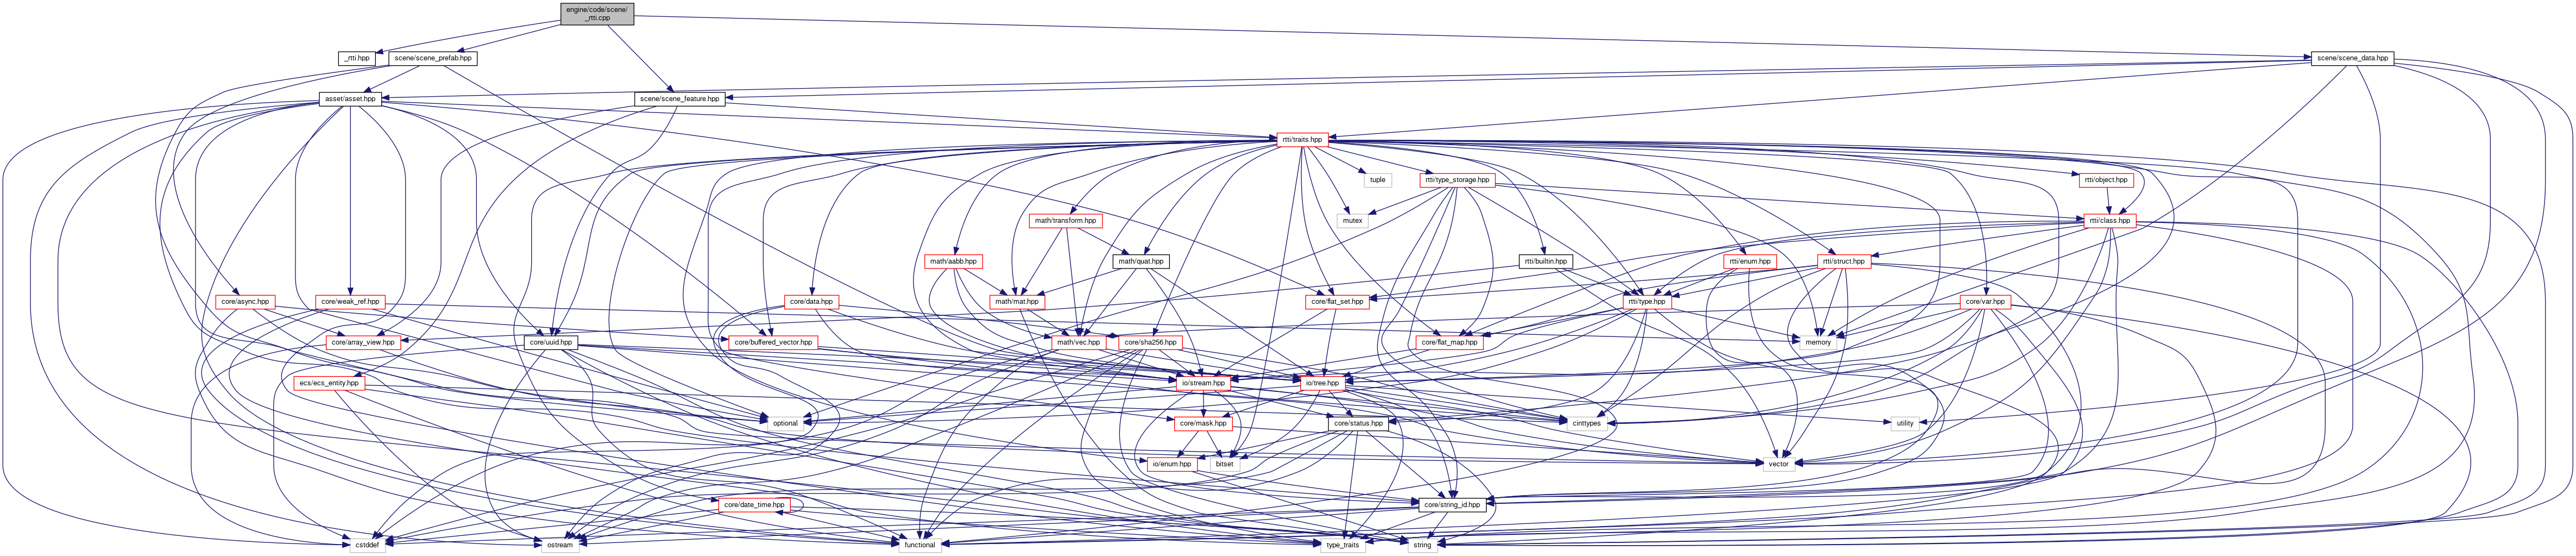 engine/code/scene/
_rtti.cpp
_rtti.hpp
scene/scene_prefab.hpp
scene/scene_data.hpp
asset/asset.hpp
scene/scene_feature.hpp
rtti/traits.hpp
tuple
rtti/type_storage.hpp
rtti/object.hpp
math/transform.hpp
mutex
rtti/class.hpp
math/aabb.hpp
math/quat.hpp
rtti/builtin.hpp
rtti/enum.hpp
rtti/struct.hpp
core/async.hpp
core/weak_ref.hpp
core/data.hpp
math/mat.hpp
core/flat_set.hpp
rtti/type.hpp
core/var.hpp
core/array_view.hpp
core/uuid.hpp
core/buffered_vector.hpp
math/vec.hpp
core/sha256.hpp
core/flat_map.hpp
memory
ecs/ecs_entity.hpp
io/stream.hpp
io/tree.hpp
optional
core/mask.hpp
core/status.hpp
cinttypes
utility
io/enum.hpp
bitset
vector
core/date_time.hpp
core/string_id.hpp
cstddef
ostream
functional
type_traits
string